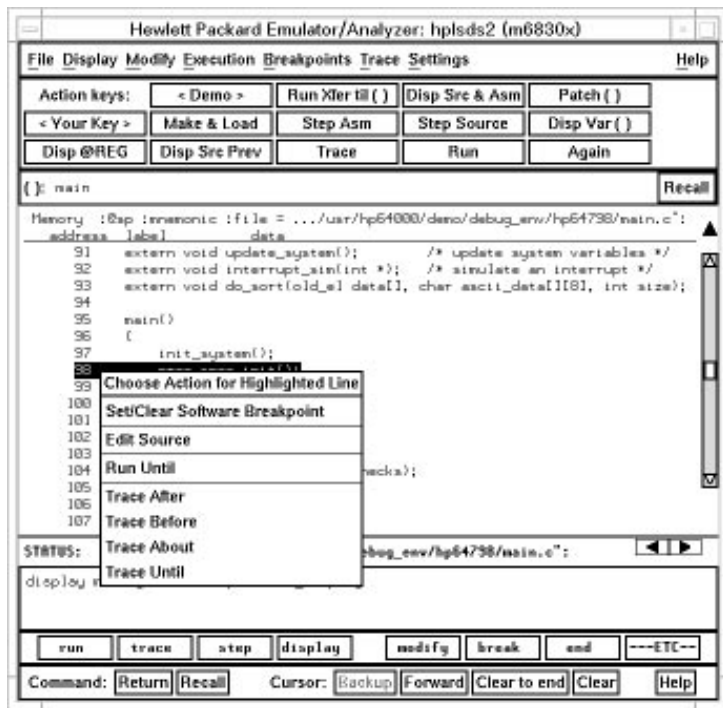 Hewlett Packard Emulator/Analyzer: hplsds2 (m6830x)
File Display Modify Execution Breakpoints Trace Settings Help
Action keys: < Demo > Run Xfer til ( ) Disp Src & Asm Patch ( )
< Your Key > Make & Load Step Asm Step Source Disp Var ( )
Disp @REG Disp Src Prev Trace Run Again
( ): main Recall
Memory :@sp :mnemonic :file = .../usr/hp64000/demo/debug_env/hp64798/main.c":
address label data
91 extern void update_system(); /* update system variables */
92 extern void interrupt_sim(int *); /* simulate an interrupt */
93 extern void do_sort(old_el data[], char ascii_data[][8], int size);
94
95 main()
96 {
97 init_system();
98
99 Choose Action for Highlighted Line
100
101 Set/Clear Software Breakpoint
102 Edit Source
103
104 Run Until ecks);
105
106 Trace After
107 Trace Before
STATUS: Trace About ebug_env/hp64798/main.c":
display Trace Until
run trace step display modify break end ---ETC--
Command: Return Recall Cursor: Backup Forward Clear to end Clear Help